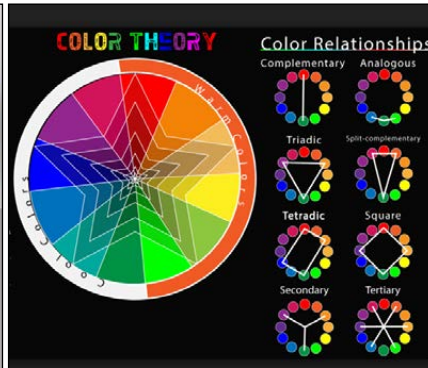 COLOR THEORY
Color Relationships
Complementary Analogous
Triadic Split-complementary
Tetradic Square
Secondary Tertiary
Warm Colors
Cool Colors